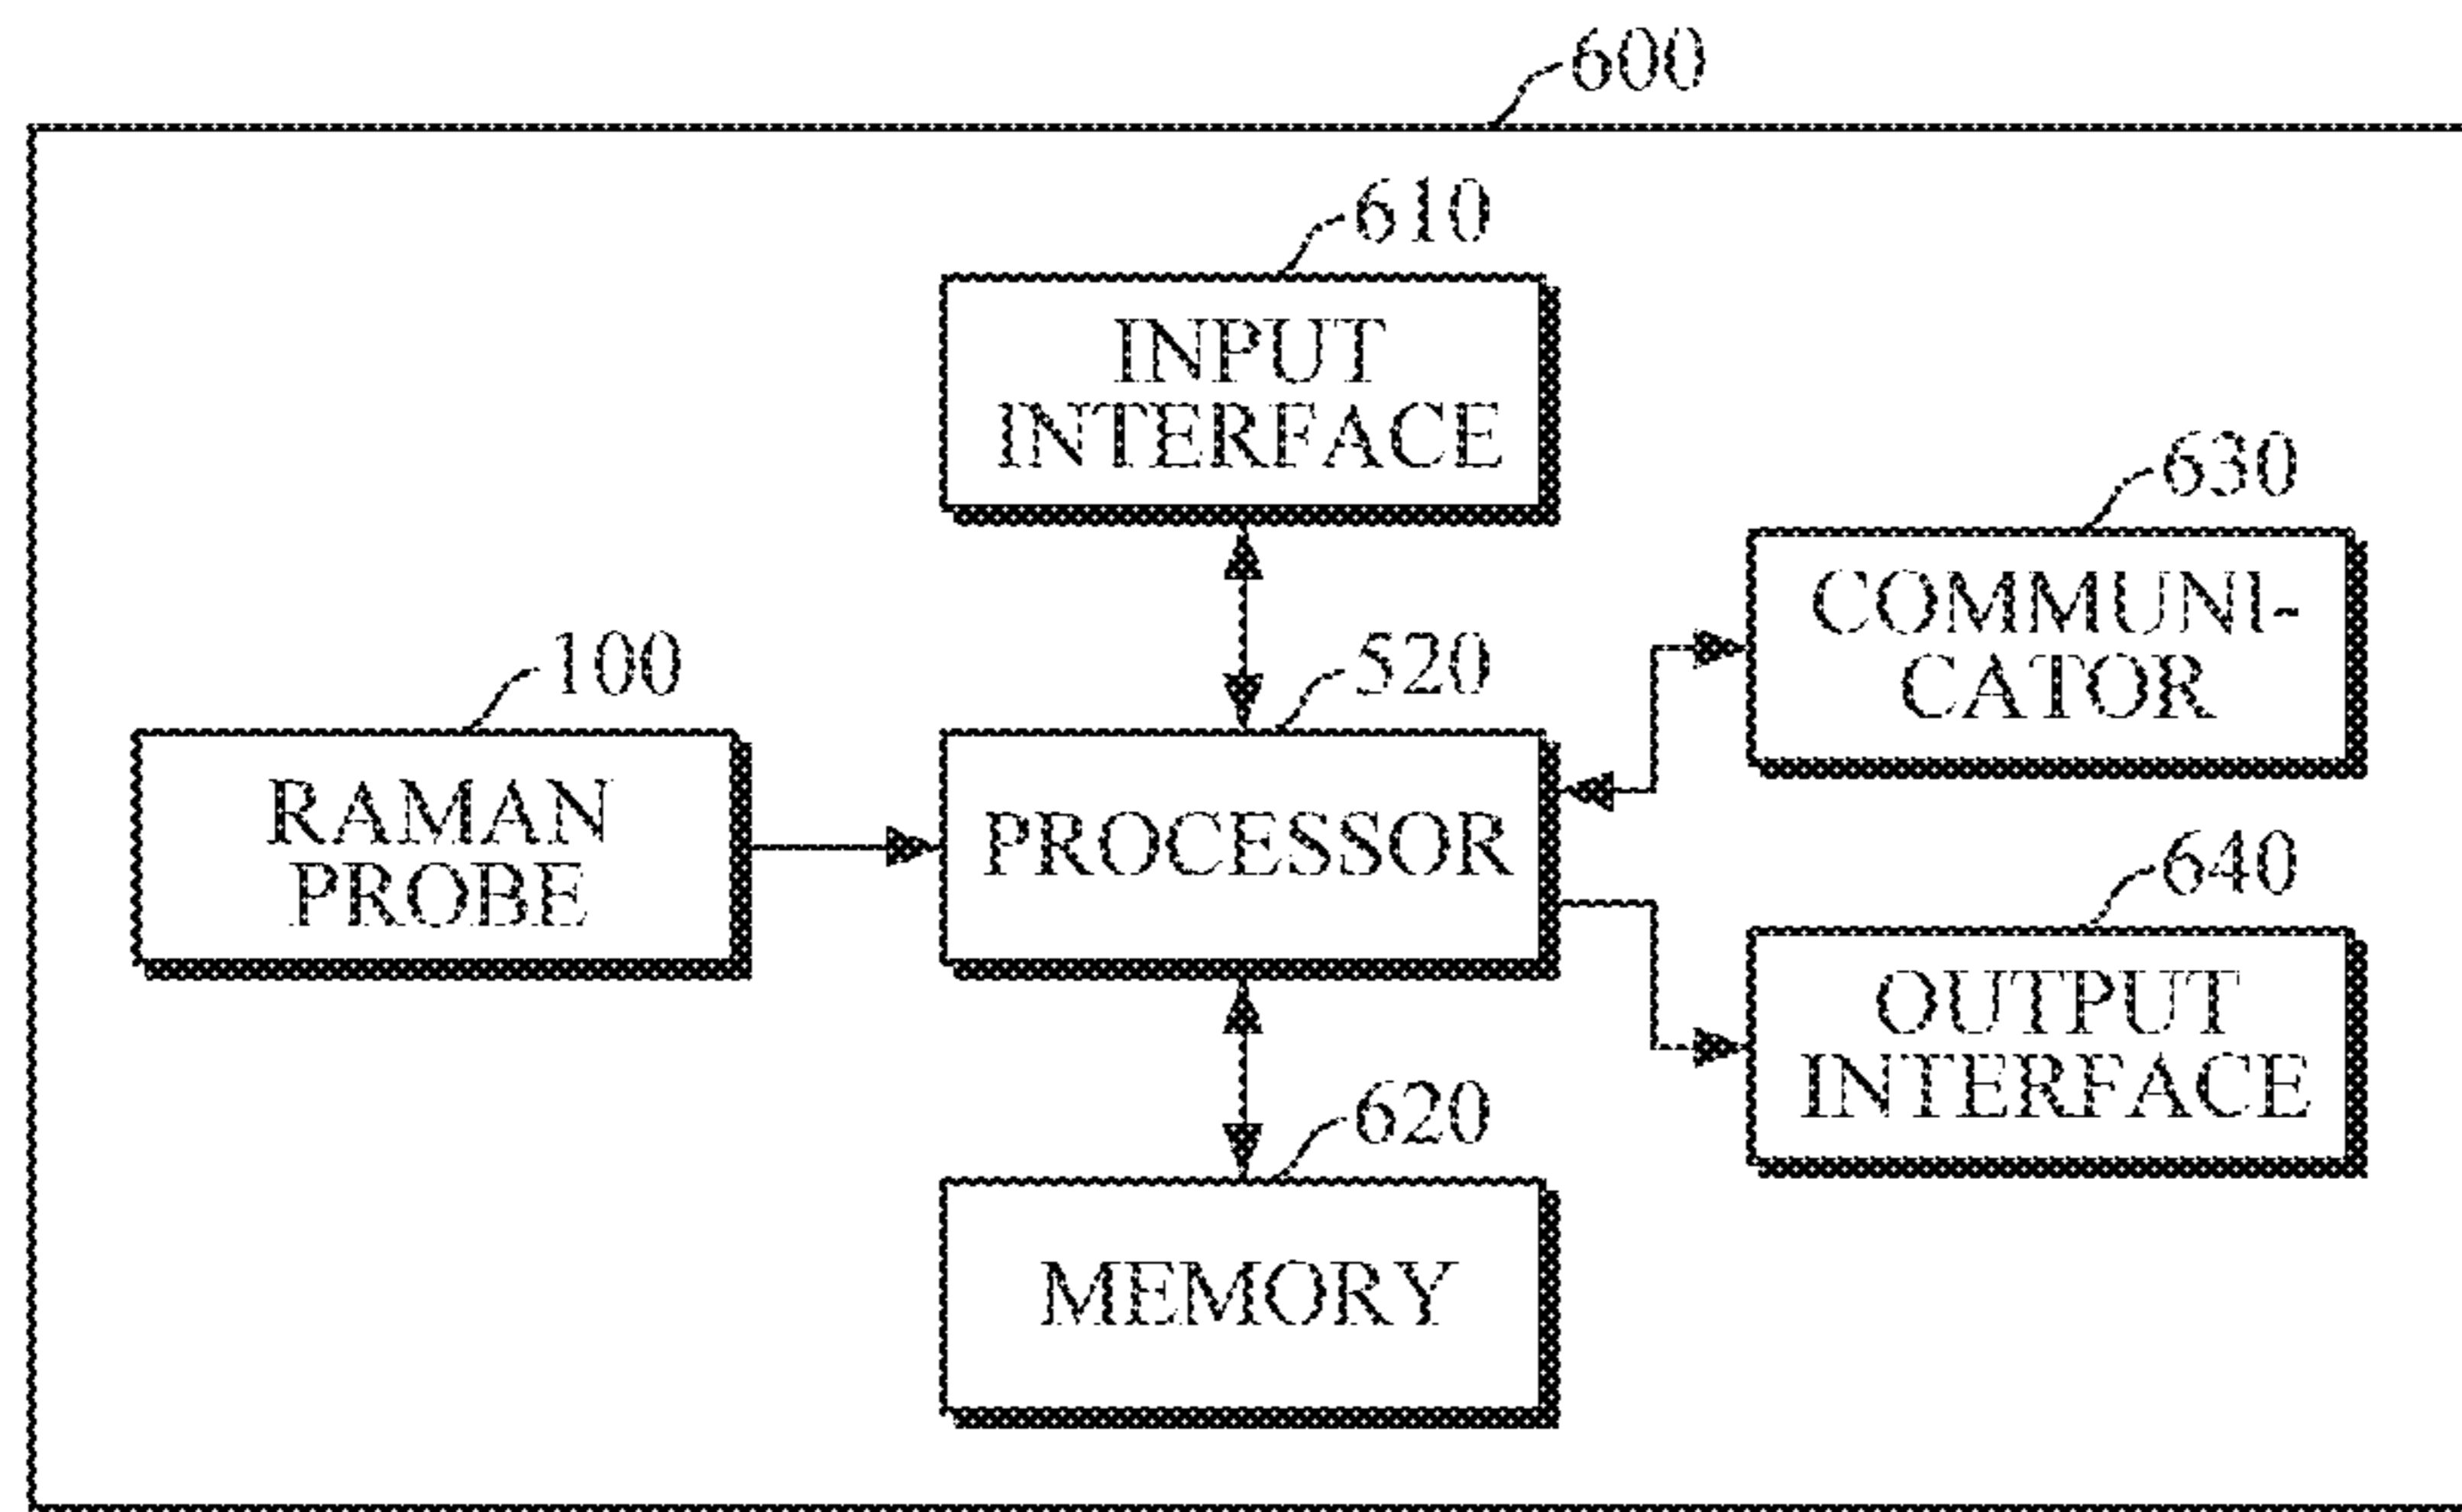 600
610
INPUT
INTERFACE
630
COMMUNI-
CATOR
100
RAMAN
PROBE
520
PROCESSOR
640
OUTPUT
INTERFACE
620
MEMORY